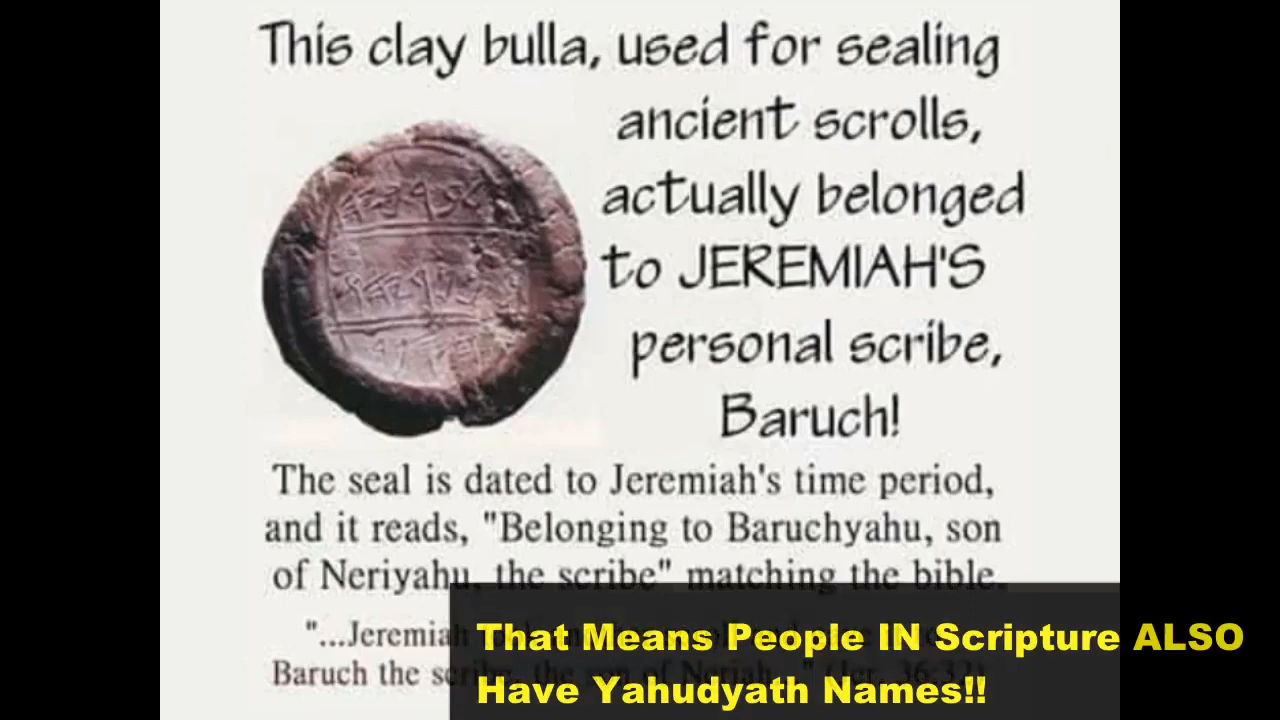 This clay bulla, used for sealing
ancient scrolls,
actually belonged
to JEREMIAH'S
personal scribe,
Baruch!
The seal is dated to Jeremiah's time period,
and it reads, "Belonging to Baruchyahu, son
of Neriyahu, the scribe" matching the bible.
"...Jeremiah
Baruch the scribe, the son of Neriah..." (Jer. 36:32)
That Means People IN Scripture ALSO
Have Yahudyath Names!!